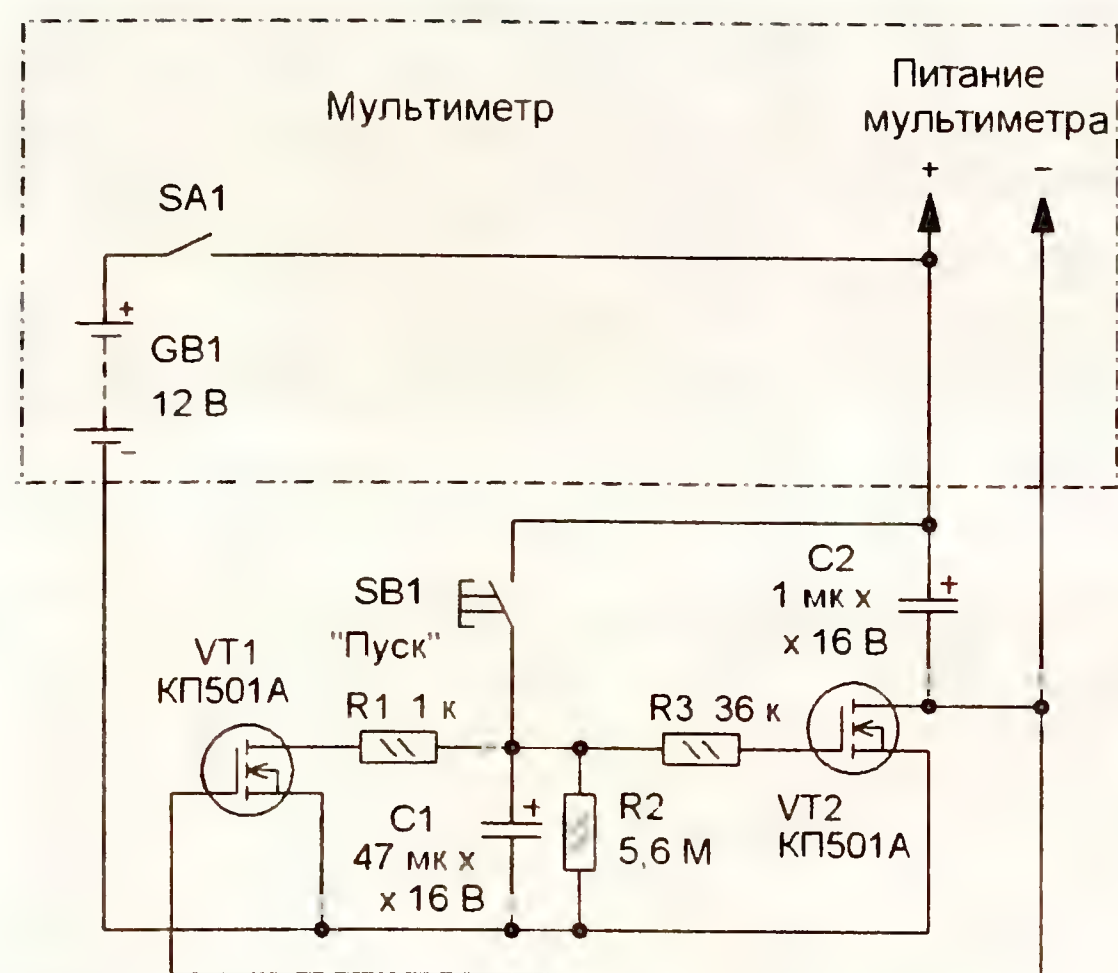 Мультиметр
Питание
мультиметра
+
−
SA1
+
GB1
12 В
−
SB1
"Пуск"
C2
1 мк х
х 16 В
+
VT1
КП501А
R1 1 к
R3 36 к
C1
47 мк х
х 16 В
+
R2
5,6 М
VT2
КП501А